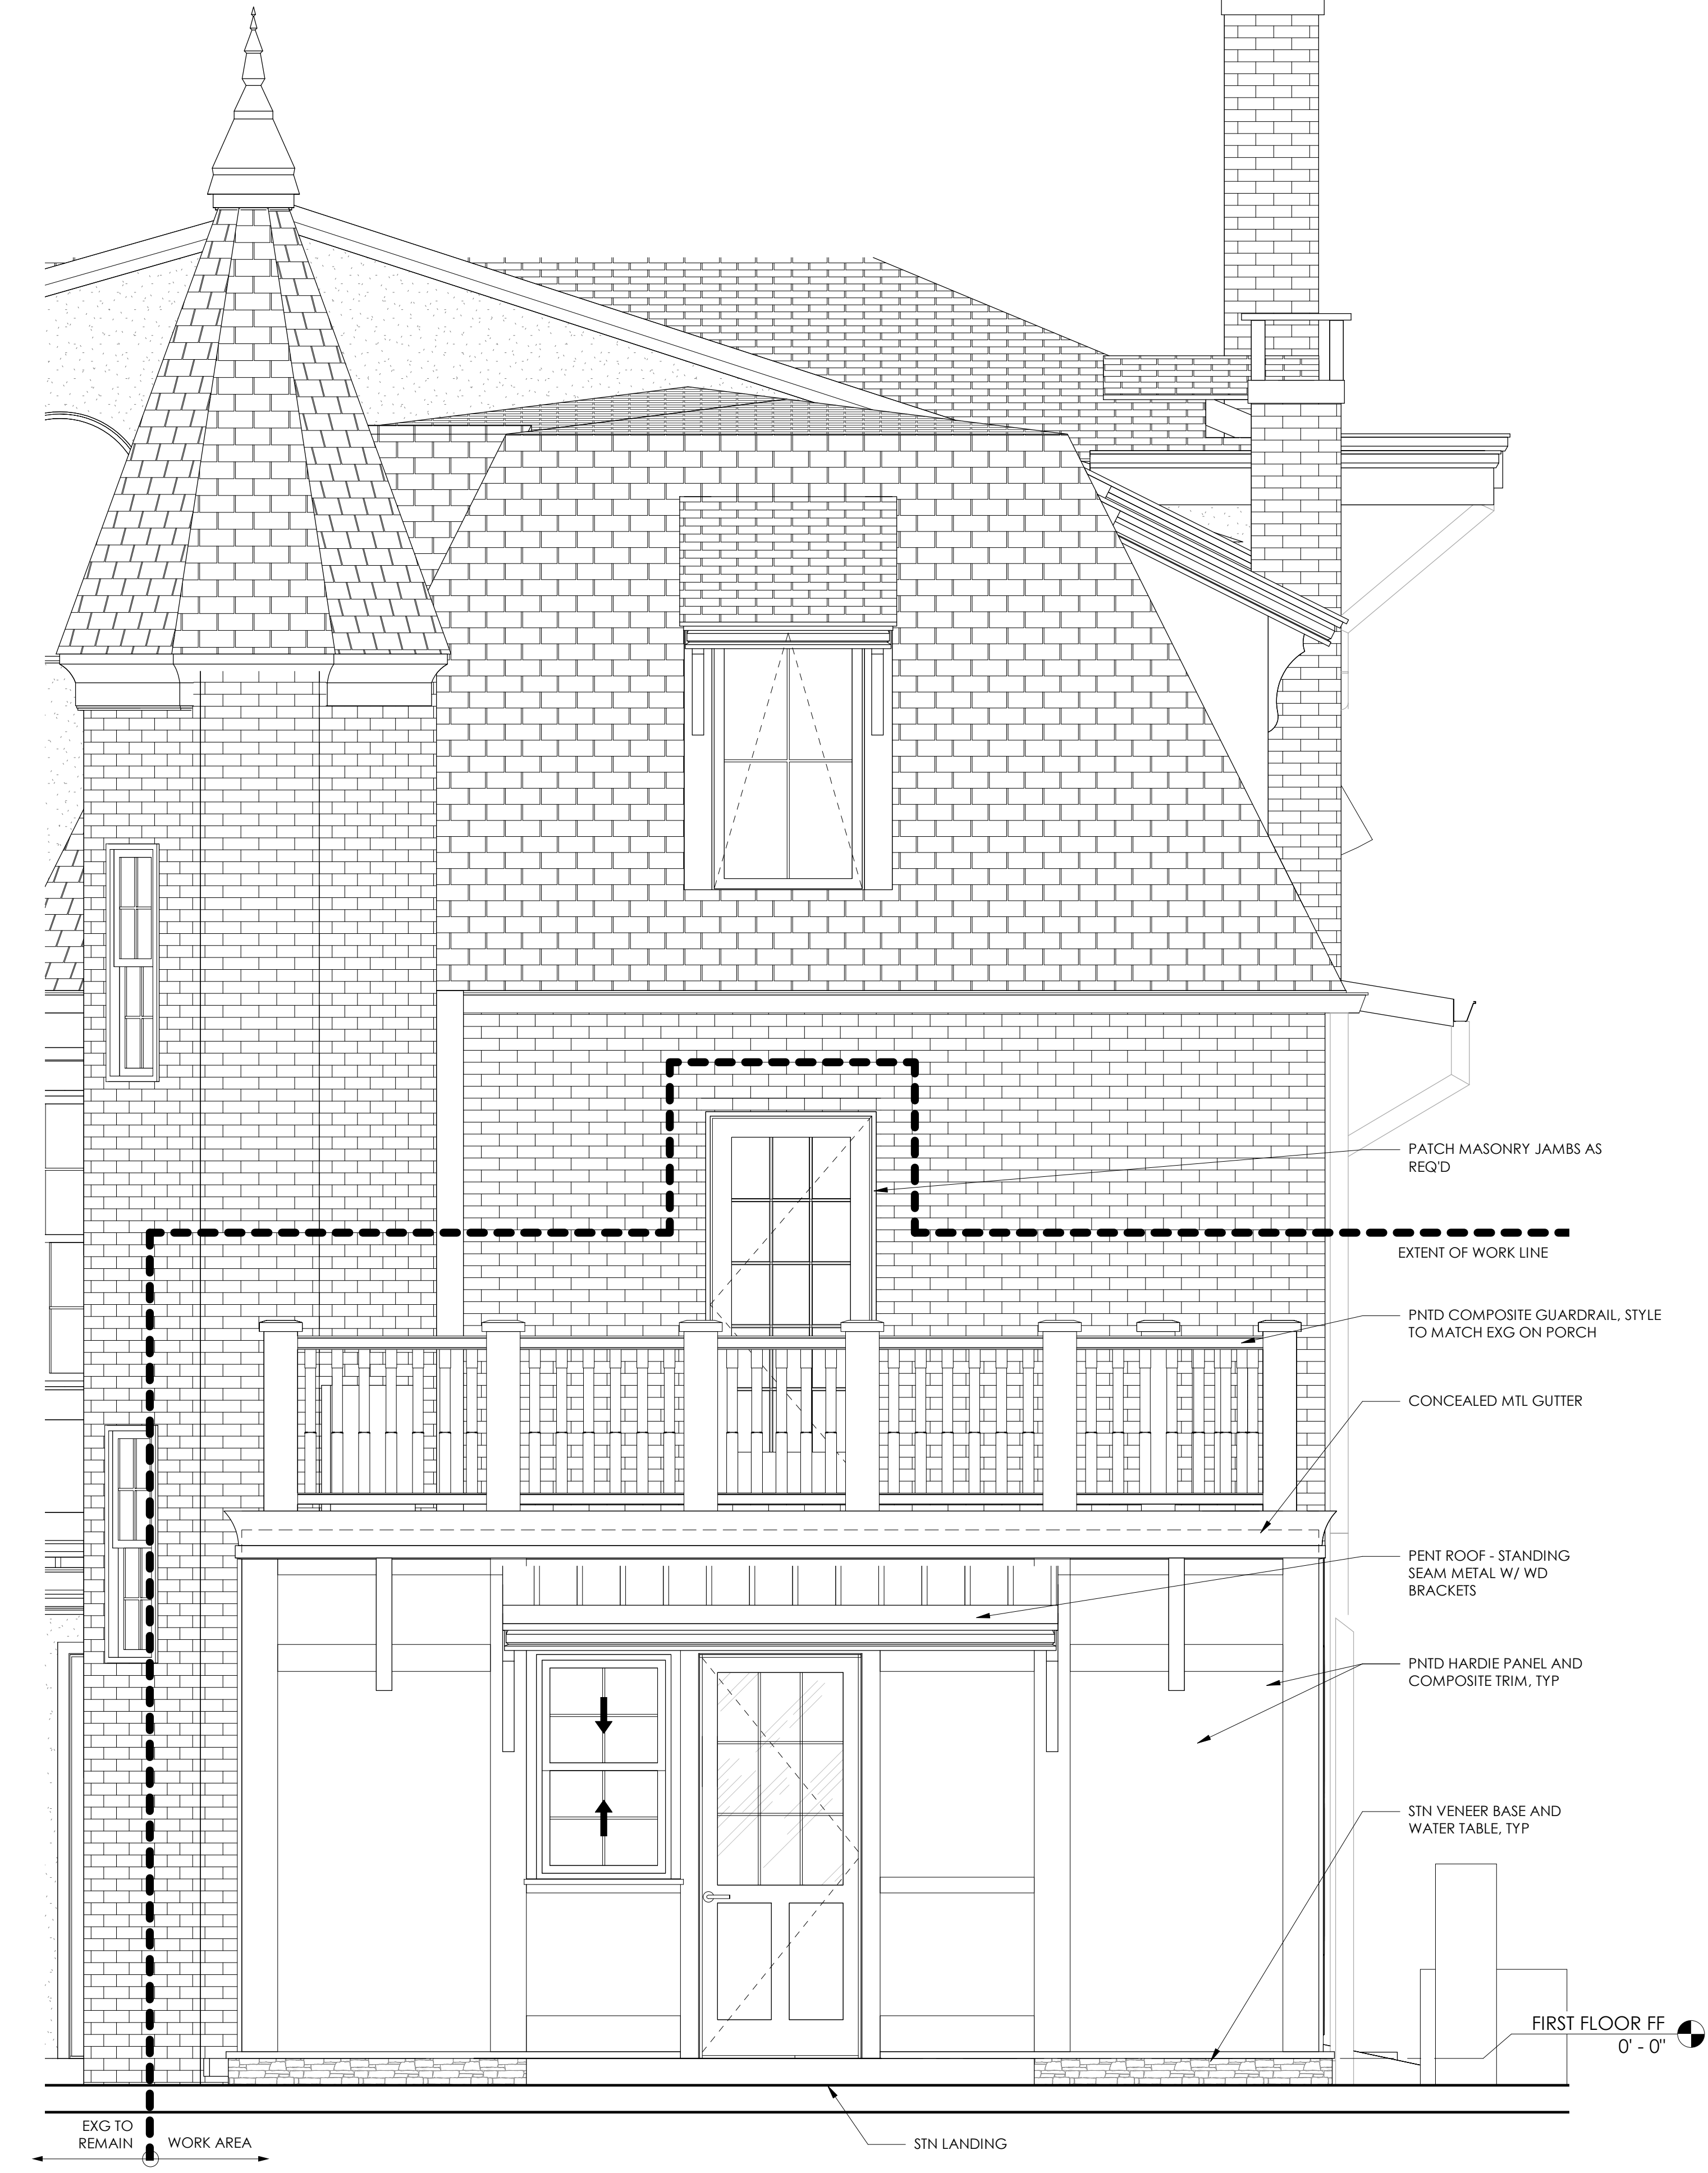 PATCH MASONRY JAMBS AS
REQ'D
EXTENT OF WORK LINE
PNTD COMPOSITE GUARDRAIL, STYLE
TO MATCH EXG ON PORCH
CONCEALED MTL GUTTER
PENT ROOF - STANDING
SEAM METAL W/ WD
BRACKETS
PNTD HARDIE PANEL AND
COMPOSITE TRIM, TYP
STN VENEER BASE AND
WATER TABLE, TYP
FIRST FLOOR FF
0' - 0"
EXG TO
REMAIN
WORK AREA
STN LANDING